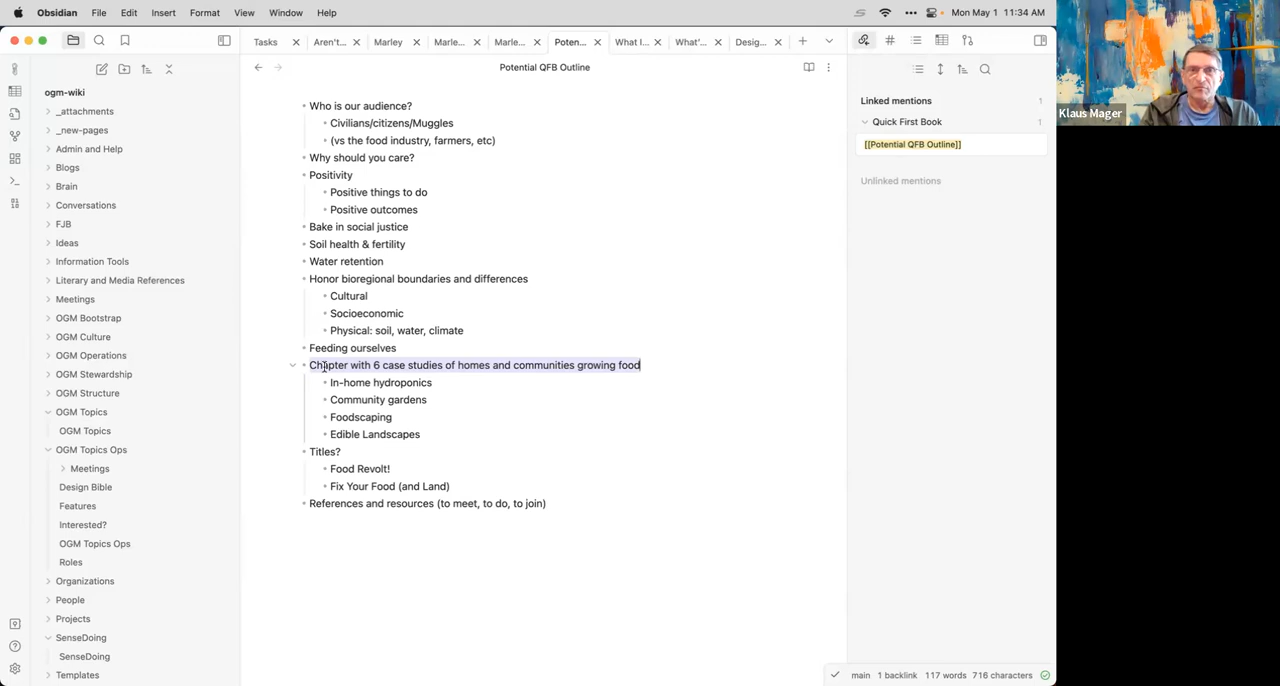 Obsidian File Edit Insert Format View Window Help Mon May 1 11:34 AM
Tasks Aren't... Marley Marle... Marle... Poten... What I... What'... Desig...
Potential QFB Outline
ogm-wiki
_attachments
_new-pages
Admin and Help
Blogs
Brain
Conversations
FJB
Ideas
Information Tools
Literary and Media References
Meetings
OGM Bootstrap
OGM Culture
OGM Operations
OGM Stewardship
OGM Structure
OGM Topics
OGM Topics
OGM Topics Ops
Meetings
Design Bible
Features
Interested?
OGM Topics Ops
Roles
Organizations
People
Projects
SenseDoing
SenseDoing
Templates
Who is our audience?
Civilians/citizens/Muggles
(vs the food industry, farmers, etc)
Why should you care?
Positivity
Positive things to do
Positive outcomes
Bake in social justice
Soil health & fertility
Water retention
Honor bioregional boundaries and differences
Cultural
Socioeconomic
Physical: soil, water, climate
Feeding ourselves
Chapter with 6 case studies of homes and communities growing food
In-home hydroponics
Community gardens
Foodscaping
Edible Landscapes
Titles?
Food Revolt!
Fix Your Food (and Land)
References and resources (to meet, to do, to join)
Linked mentions 1
Quick First Book 1
[[Potential QFB Outline]]
Unlinked mentions
main 1 backlink 117 words 716 characters
Klaus Mager